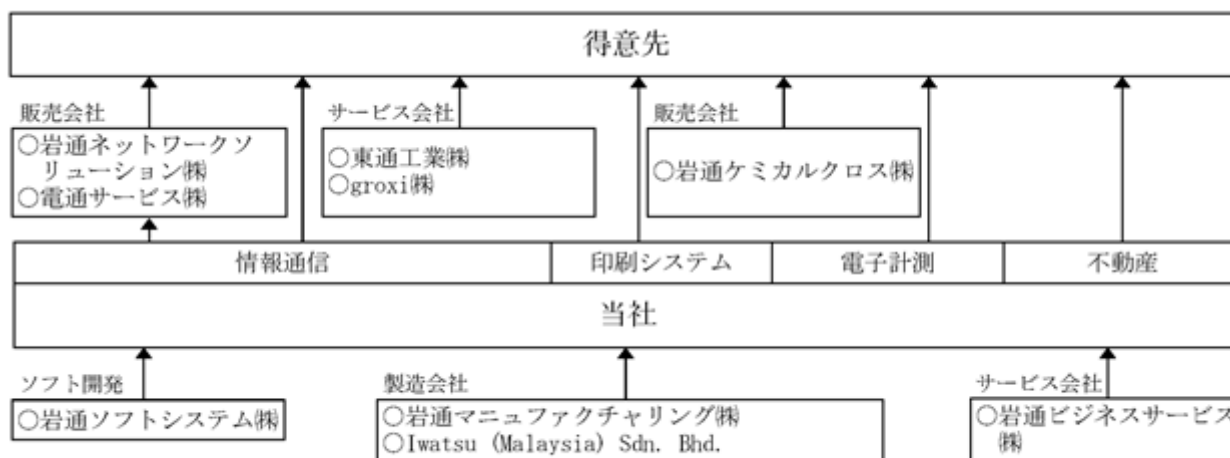 得意先
販売会社
サービス会社
販売会社
○岩通ネットワークソ
リューション㈱
○電通サービス㈱
○東通工業㈱
○groxi㈱
○岩通ケミカルクロス㈱
情報通信
印刷システム
電子計測
不動産
当社
ソフト開発
製造会社
サービス会社
○岩通ソフトシステム㈱
○岩通マニュファクチャリング㈱
○Iwatsu (Malaysia) Sdn. Bhd.
○岩通ビジネスサービス
㈱